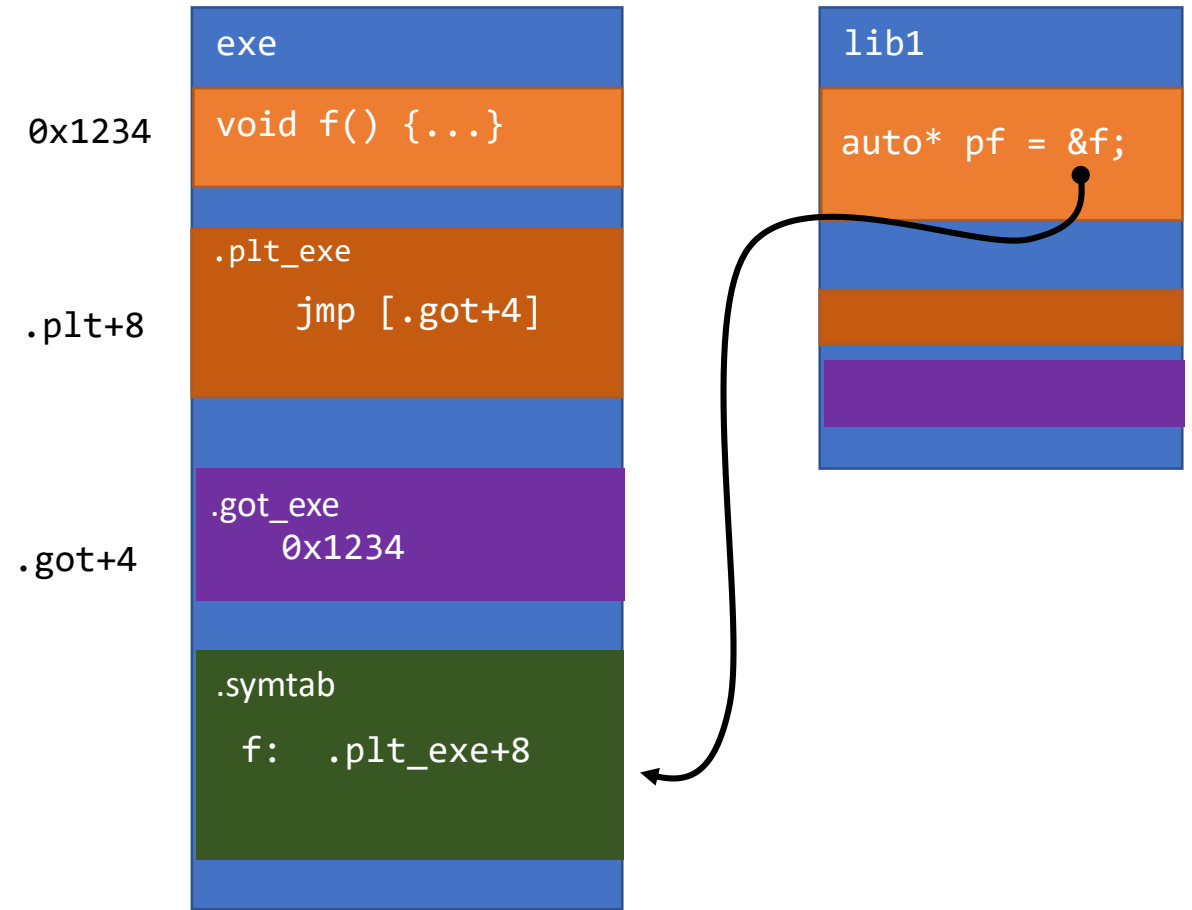 exe
0x1234
void f() {...}
.plt_exe
.plt+8
jmp [.got+4]
.got_exe
0x1234
.got+4
.symtab
f:  .plt_exe+8
lib1
auto* pf = &f;